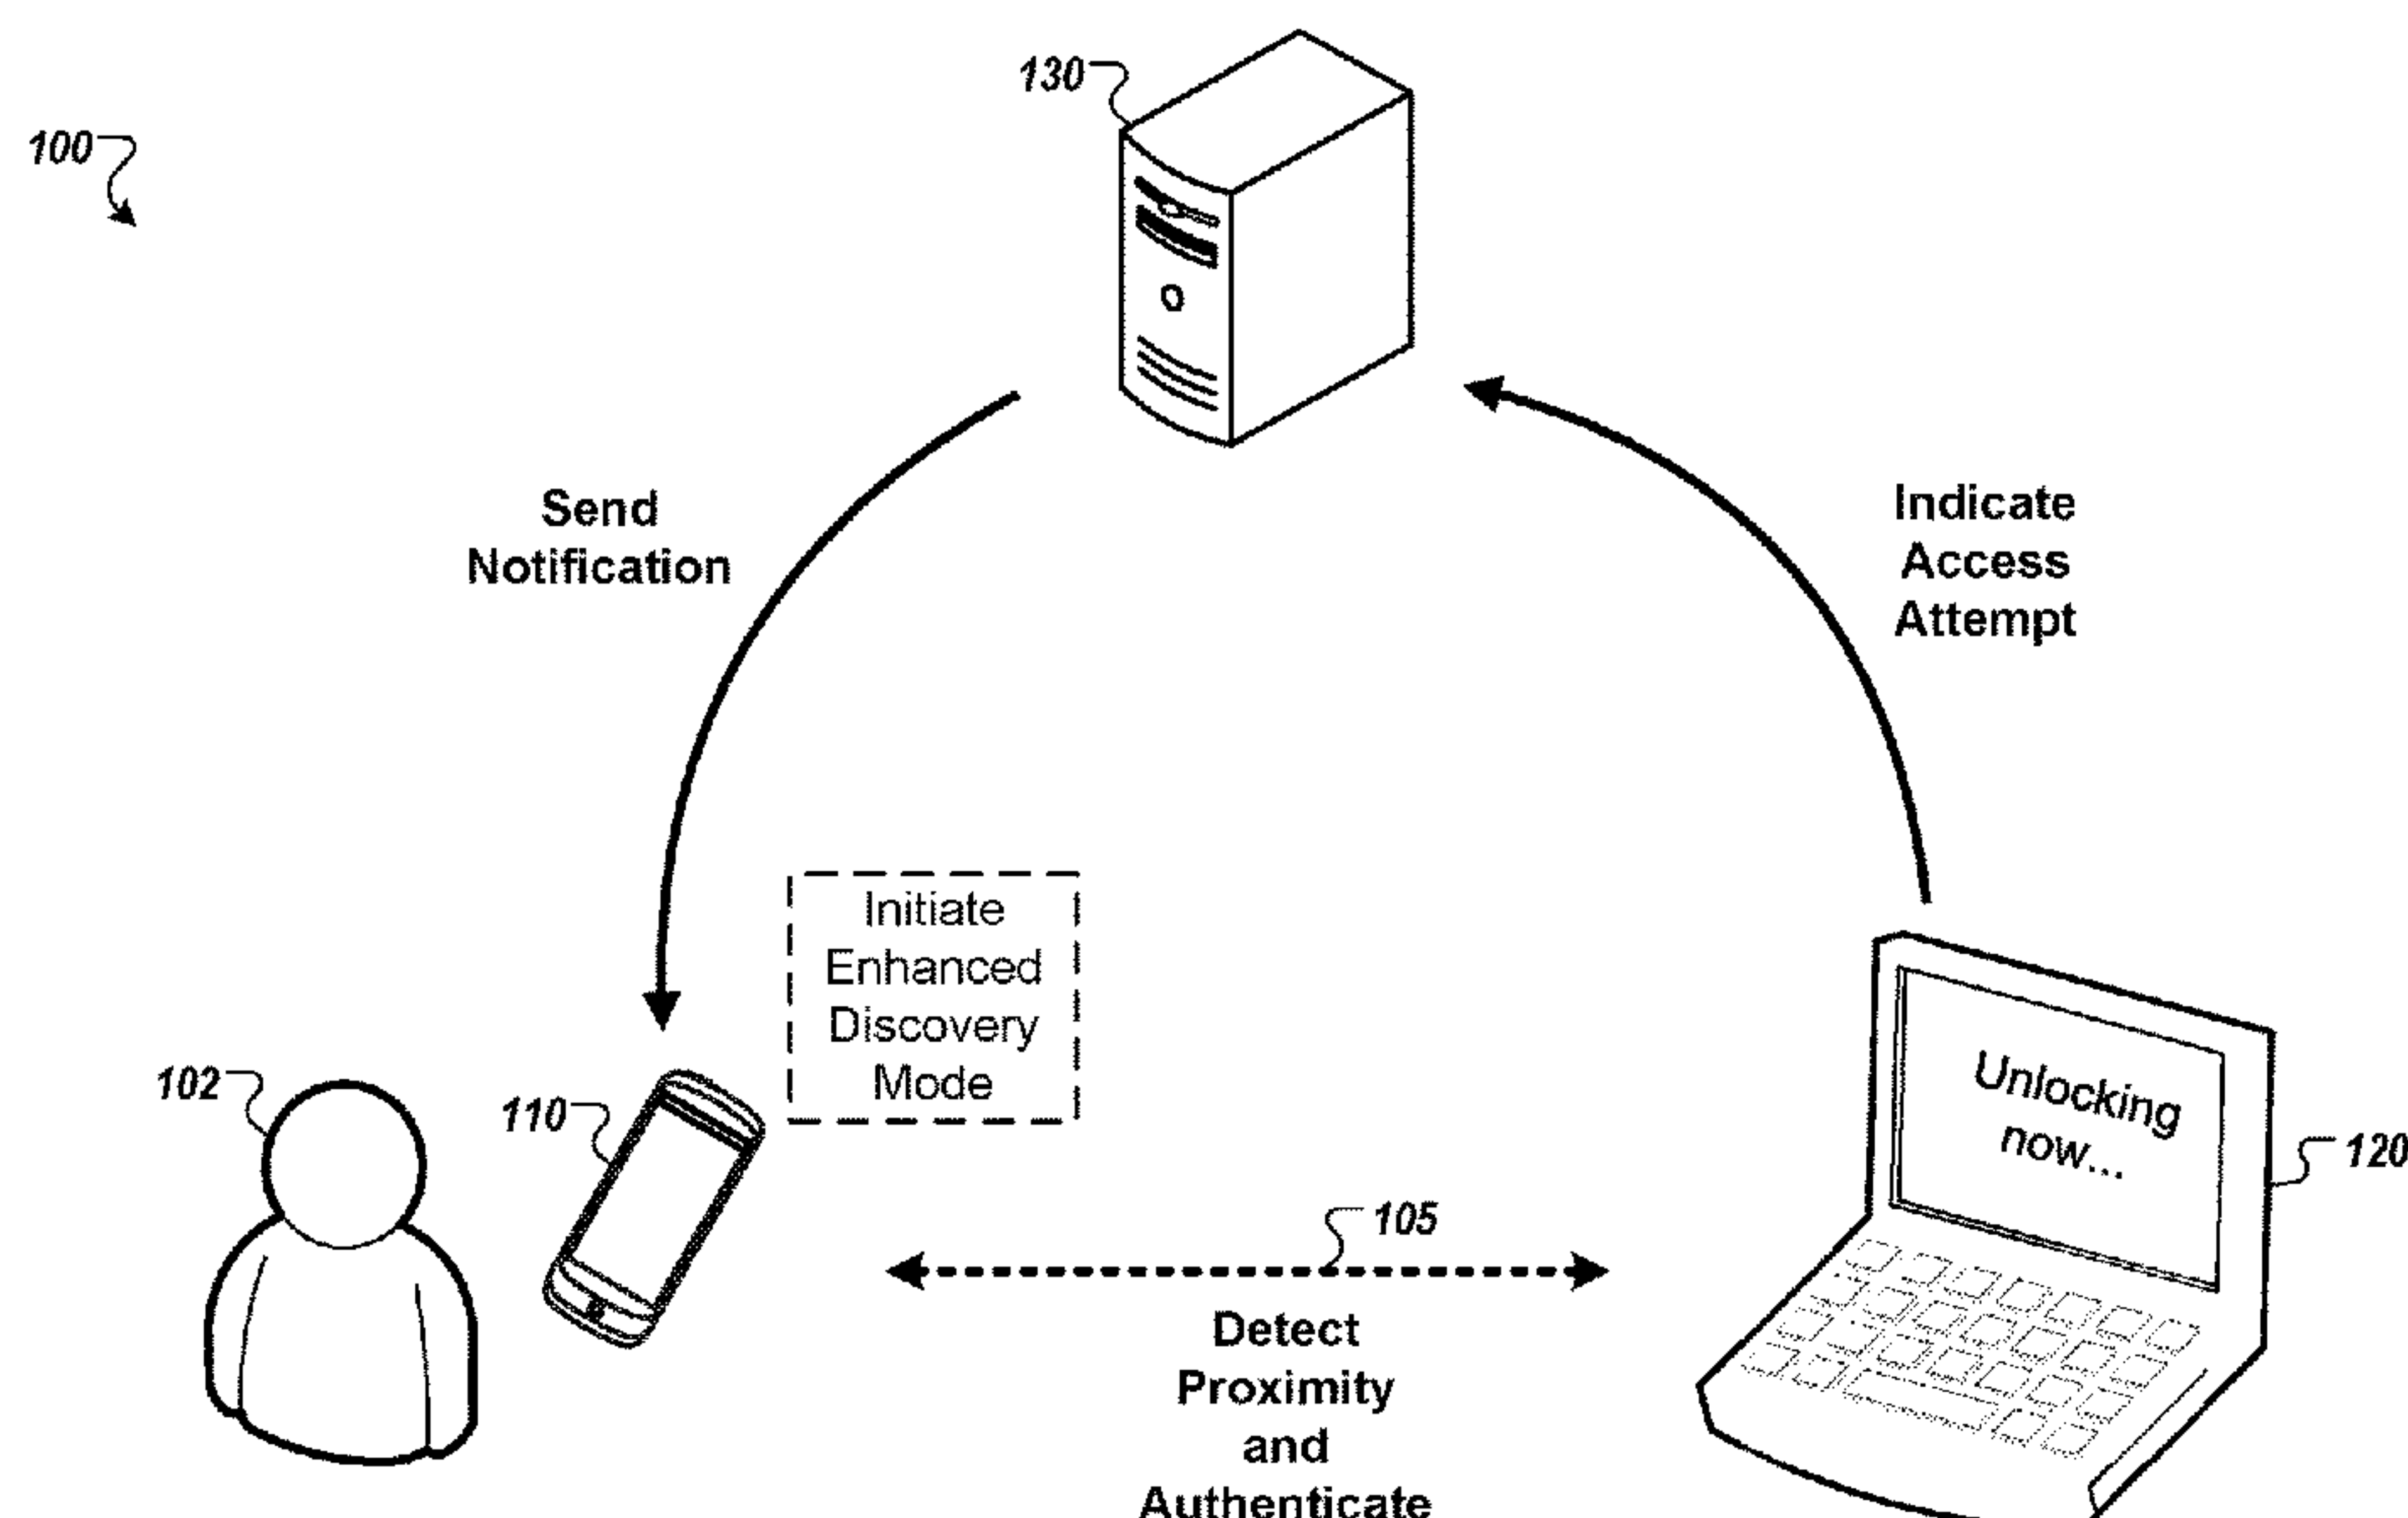 130
100
Send
Notification
Indicate
Access
Attempt
Initiate
Enhanced
Discovery
Mode
102
110
Unlocking
now...
120
105
Detect
Proximity
and
Authenticate